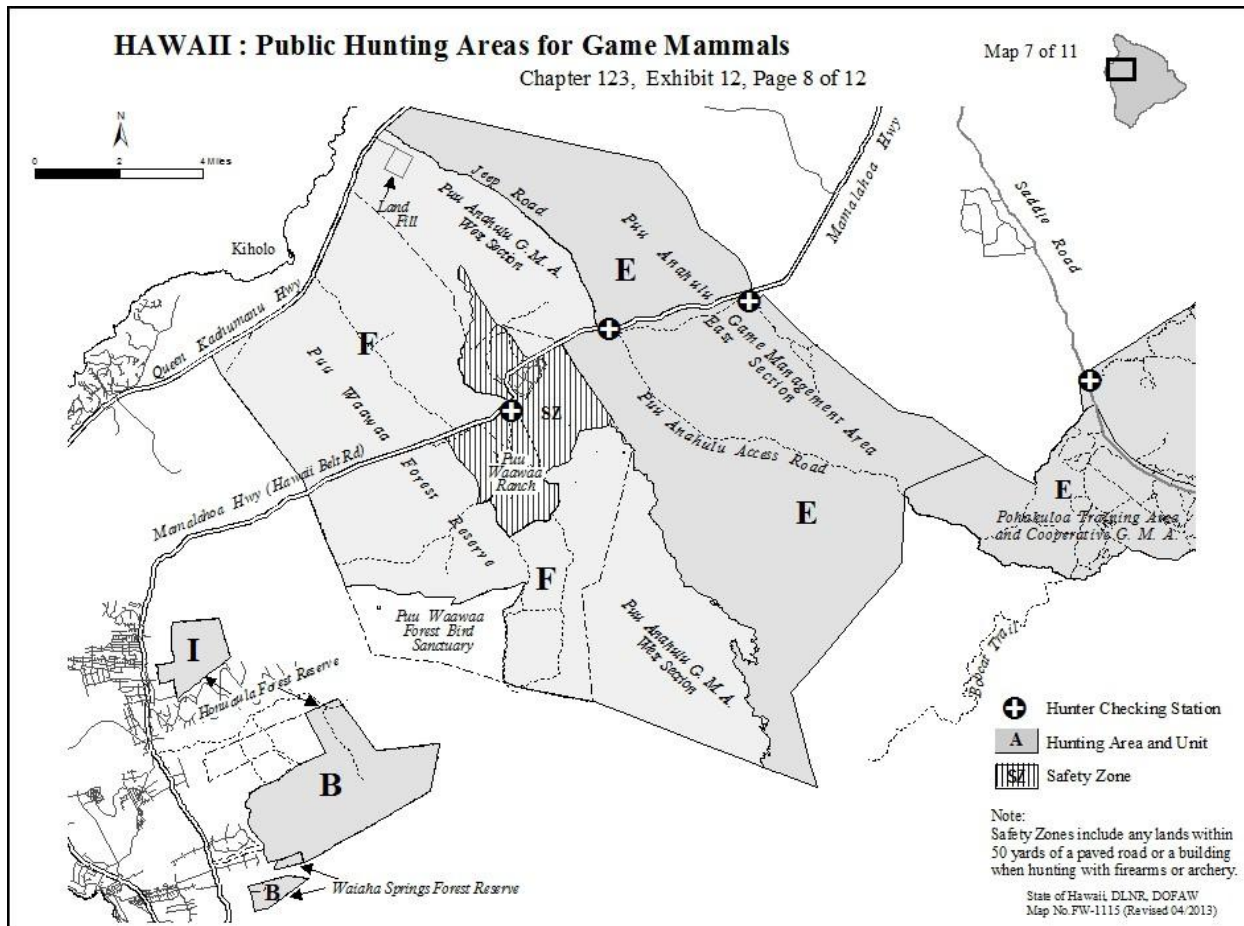 HAWAII : Public Hunting Areas for Game Mammals
Chapter 123, Exhibit 12, Page 8 of 12
Map 7 of 11
N
0 2 4 Miles
Land
Fill
Jeep Road
Puu Anahulu G. M. A.
West Section
Kiholo
Queen Kaahumanu Hwy
Mamalahoa Hwy
Saddle Road
E
Puu Anahulu Game Management Area
East Section
F
Puu Waawaa Forest Reserve
SZ
Puu
Waawaa
Ranch
Puu Anahulu Access Road
Mamalahoa Hwy (Hawaii Belt Rd)
E
E
Pohakuloa Training Area
and Cooperative G. M. A.
F
Puu Waawaa
Forest Bird
Sanctuary
Puu Anahulu G. M. A.
West Section
Bobcat Trail
I
Honuaula Forest Reserve
B
B
Waiaha Springs Forest Reserve
Hunter Checking Station
A Hunting Area and Unit
SZ Safety Zone
Note:
Safety Zones include any lands within
50 yards of a paved road or a building
when hunting with firearms or archery.
State of Hawaii, DLNR, DOFAW
Map No.FW-1115 (Revised 04/2013)